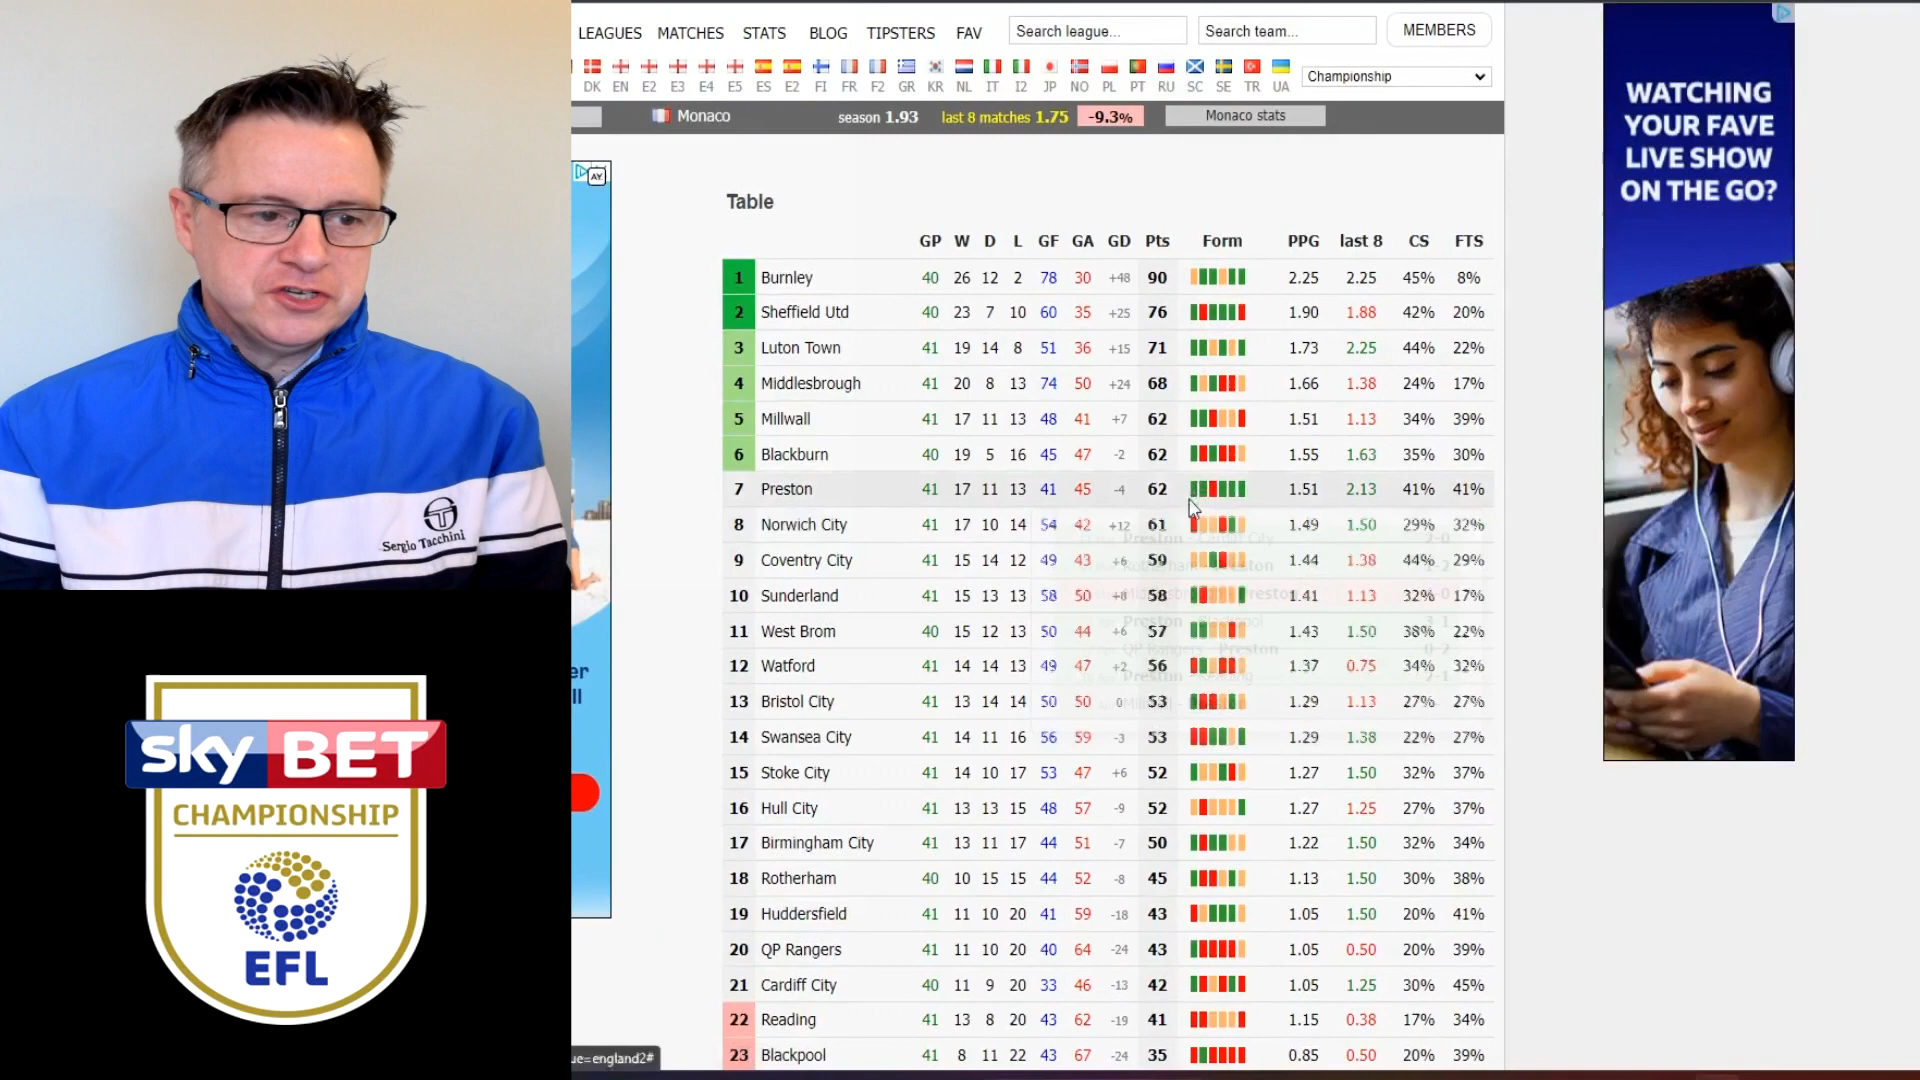 LEAGUES MATCHES STATS BLOG TIPSTERS FAV Search league... Search team... MEMBERS
DK EN E2 E3 E4 E5 ES E2 FI FR F2 GR KR NL IT I2 JP NO PL PT RU SC SE TR UA Championship
Monaco season 1.93 last 8 matches 1.75 -9.3% Monaco stats
AY
Table
GP W D L GF GA GD Pts Form PPG last 8 CS FTS
1 Burnley 40 26 12 2 78 30 +48 90 2.25 2.25 45% 8%
2 Sheffield Utd 40 23 7 10 60 35 +25 76 1.90 1.88 42% 20%
3 Luton Town 41 19 14 8 51 36 +15 71 1.73 2.25 44% 22%
4 Middlesbrough 41 20 8 13 74 50 +24 68 1.66 1.38 24% 17%
5 Millwall 41 17 11 13 48 41 +7 62 1.51 1.13 34% 39%
6 Blackburn 40 19 5 16 45 47 -2 62 1.55 1.63 35% 30%
7 Preston 41 17 11 13 41 45 -4 62 1.51 2.13 41% 41%
8 Norwich City 41 17 10 14 54 42 +12 61 1.49 1.50 29% 32%
9 Coventry City 41 15 14 12 49 43 +6 59 1.44 1.38 44% 29%
10 Sunderland 41 15 13 13 58 50 +8 58 1.41 1.13 32% 17%
11 West Brom 40 15 12 13 50 44 +6 57 1.43 1.50 38% 22%
12 Watford 41 14 14 13 49 47 +2 56 1.37 0.75 34% 32%
13 Bristol City 41 13 14 14 50 50 0 53 1.29 1.13 27% 27%
14 Swansea City 41 14 11 16 56 59 -3 53 1.29 1.38 22% 27%
15 Stoke City 41 14 10 17 53 47 +6 52 1.27 1.50 32% 37%
16 Hull City 41 13 13 15 48 57 -9 52 1.27 1.25 27% 37%
17 Birmingham City 41 13 11 17 44 51 -7 50 1.22 1.50 32% 34%
18 Rotherham 40 10 15 15 44 52 -8 45 1.13 1.50 30% 38%
19 Huddersfield 41 11 10 20 41 59 -18 43 1.05 1.50 20% 41%
20 QP Rangers 41 11 10 20 40 64 -24 43 1.05 0.50 20% 39%
21 Cardiff City 40 11 9 20 33 46 -13 42 1.05 1.25 30% 45%
22 Reading 41 13 8 20 43 62 -19 41 1.15 0.38 17% 34%
23 Blackpool 41 8 11 22 43 67 -24 35 0.85 0.50 20% 39%
ue=england2#
er
ll
WATCHING
YOUR FAVE
LIVE SHOW
ON THE GO?
Sergio Tacchini
sky BET
CHAMPIONSHIP
EFL